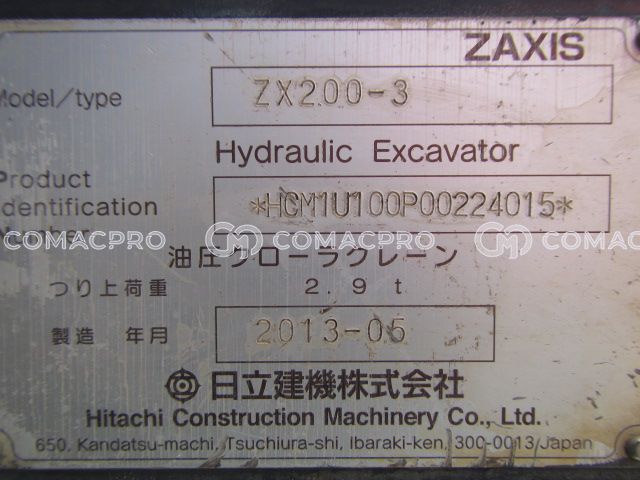 ZAXIS
Model/type ZX200-3
Hydraulic Excavator
Product
Identification *HCM1U100P00224015*
Number
COMACPRO COMACPRO COMACPRO
油圧クローラクレーン
つり上荷重 2.9 t
製造 年月 2013-05
日立建機株式会社
Hitachi Construction Machinery Co., Ltd.
650, Kandatsu-machi, Tsuchiura-shi, Ibaraki-ken, 300-0013 Japan